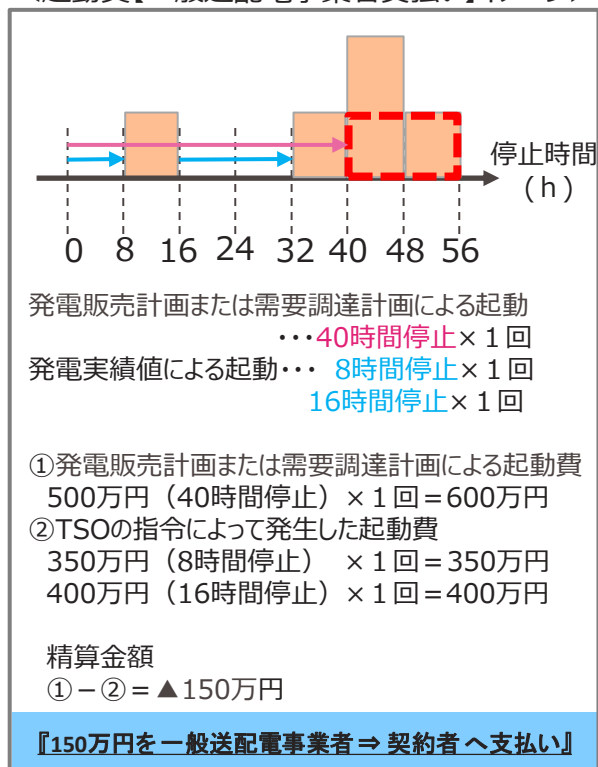 停止時間
(h)
0 8 16 24 32 40 48 56
発電販売計画または需要調達計画による起動
・・・40時間停止×１回
発電実績値による起動・・・ 8時間停止×１回
16時間停止×１回
①発電販売計画または需要調達計画による起動費
500万円（40時間停止）×１回＝600万円
②TSOの指令によって発生した起動費
350万円（8時間停止） ×１回＝350万円
400万円（16時間停止）×１回＝400万円
精算金額
①－②＝▲150万円
『150万円を一般送配電事業者⇒契約者へ支払い』